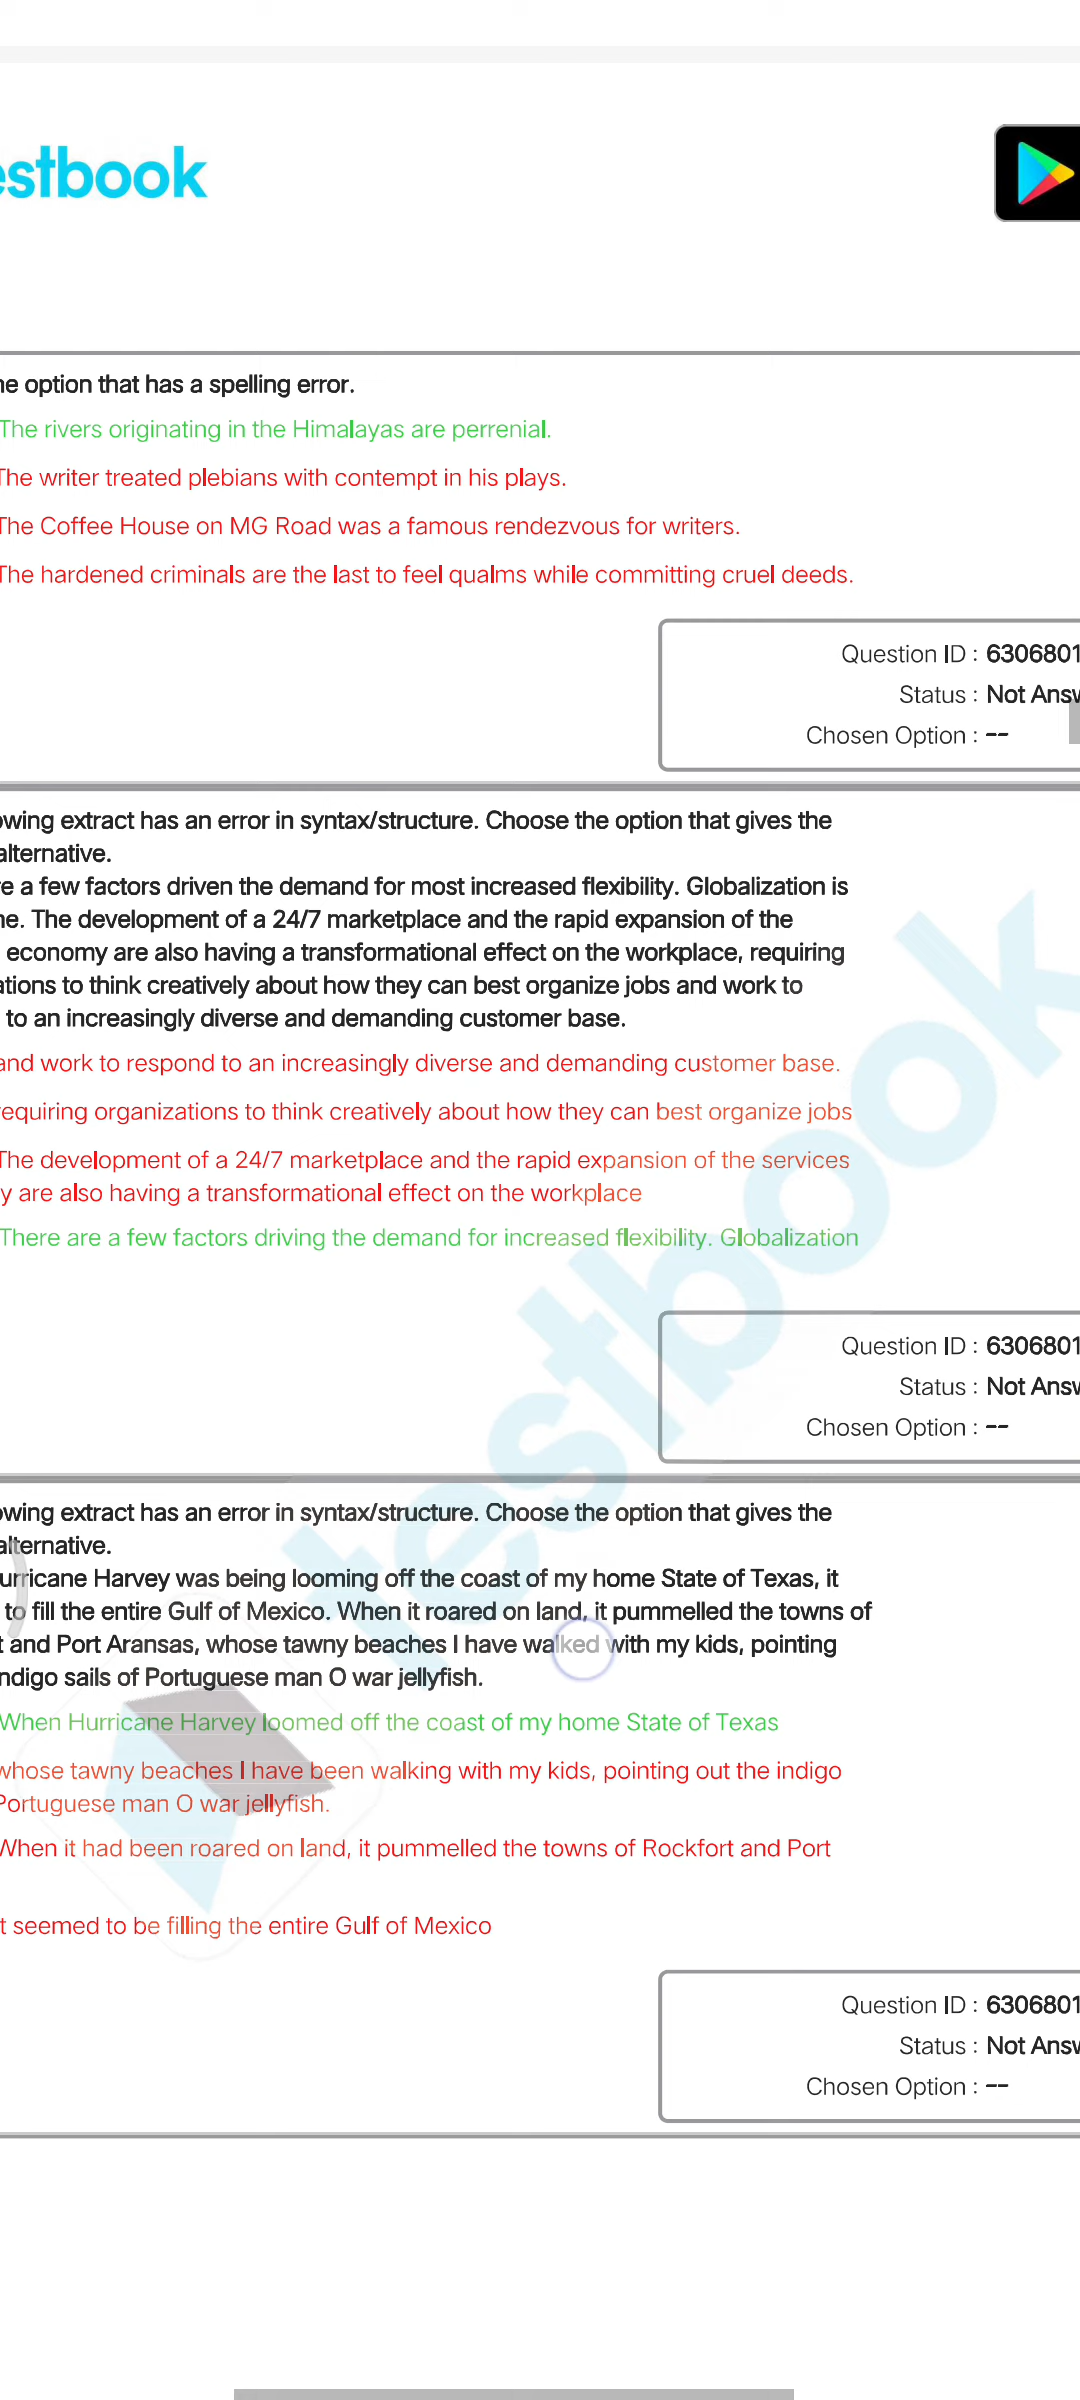 estbook
ne option that has a spelling error.
The rivers originating in the Himalayas are perrenial.
The writer treated plebians with contempt in his plays.
The Coffee House on MG Road was a famous rendezvous for writers.
The hardened criminals are the last to feel qualms while committing cruel deeds.
Question ID : 6306801
Status : Not Answ
Chosen Option : --
owing extract has an error in syntax/structure. Choose the option that gives the
alternative.
re a few factors driven the demand for most increased flexibility. Globalization is
ne. The development of a 24/7 marketplace and the rapid expansion of the
economy are also having a transformational effect on the workplace, requiring
ations to think creatively about how they can best organize jobs and work to
to an increasingly diverse and demanding customer base.
and work to respond to an increasingly diverse and demanding customer base.
requiring organizations to think creatively about how they can best organize jobs
The development of a 24/7 marketplace and the rapid expansion of the services
y are also having a transformational effect on the workplace
There are a few factors driving the demand for increased flexibility. Globalization
Question ID : 6306801
Status : Not Answ
Chosen Option : --
owing extract has an error in syntax/structure. Choose the option that gives the
alternative.
urricane Harvey was being looming off the coast of my home State of Texas, it
to fill the entire Gulf of Mexico. When it roared on land, it pummelled the towns of
t and Port Aransas, whose tawny beaches I have walked with my kids, pointing
ndigo sails of Portuguese man O war jellyfish.
When Hurricane Harvey loomed off the coast of my home State of Texas
whose tawny beaches I have been walking with my kids, pointing out the indigo
Portuguese man O war jellyfish.
When it had been roared on land, it pummelled the towns of Rockfort and Port
t seemed to be filling the entire Gulf of Mexico
Question ID : 6306801
Status : Not Answ
Chosen Option : --
testbook